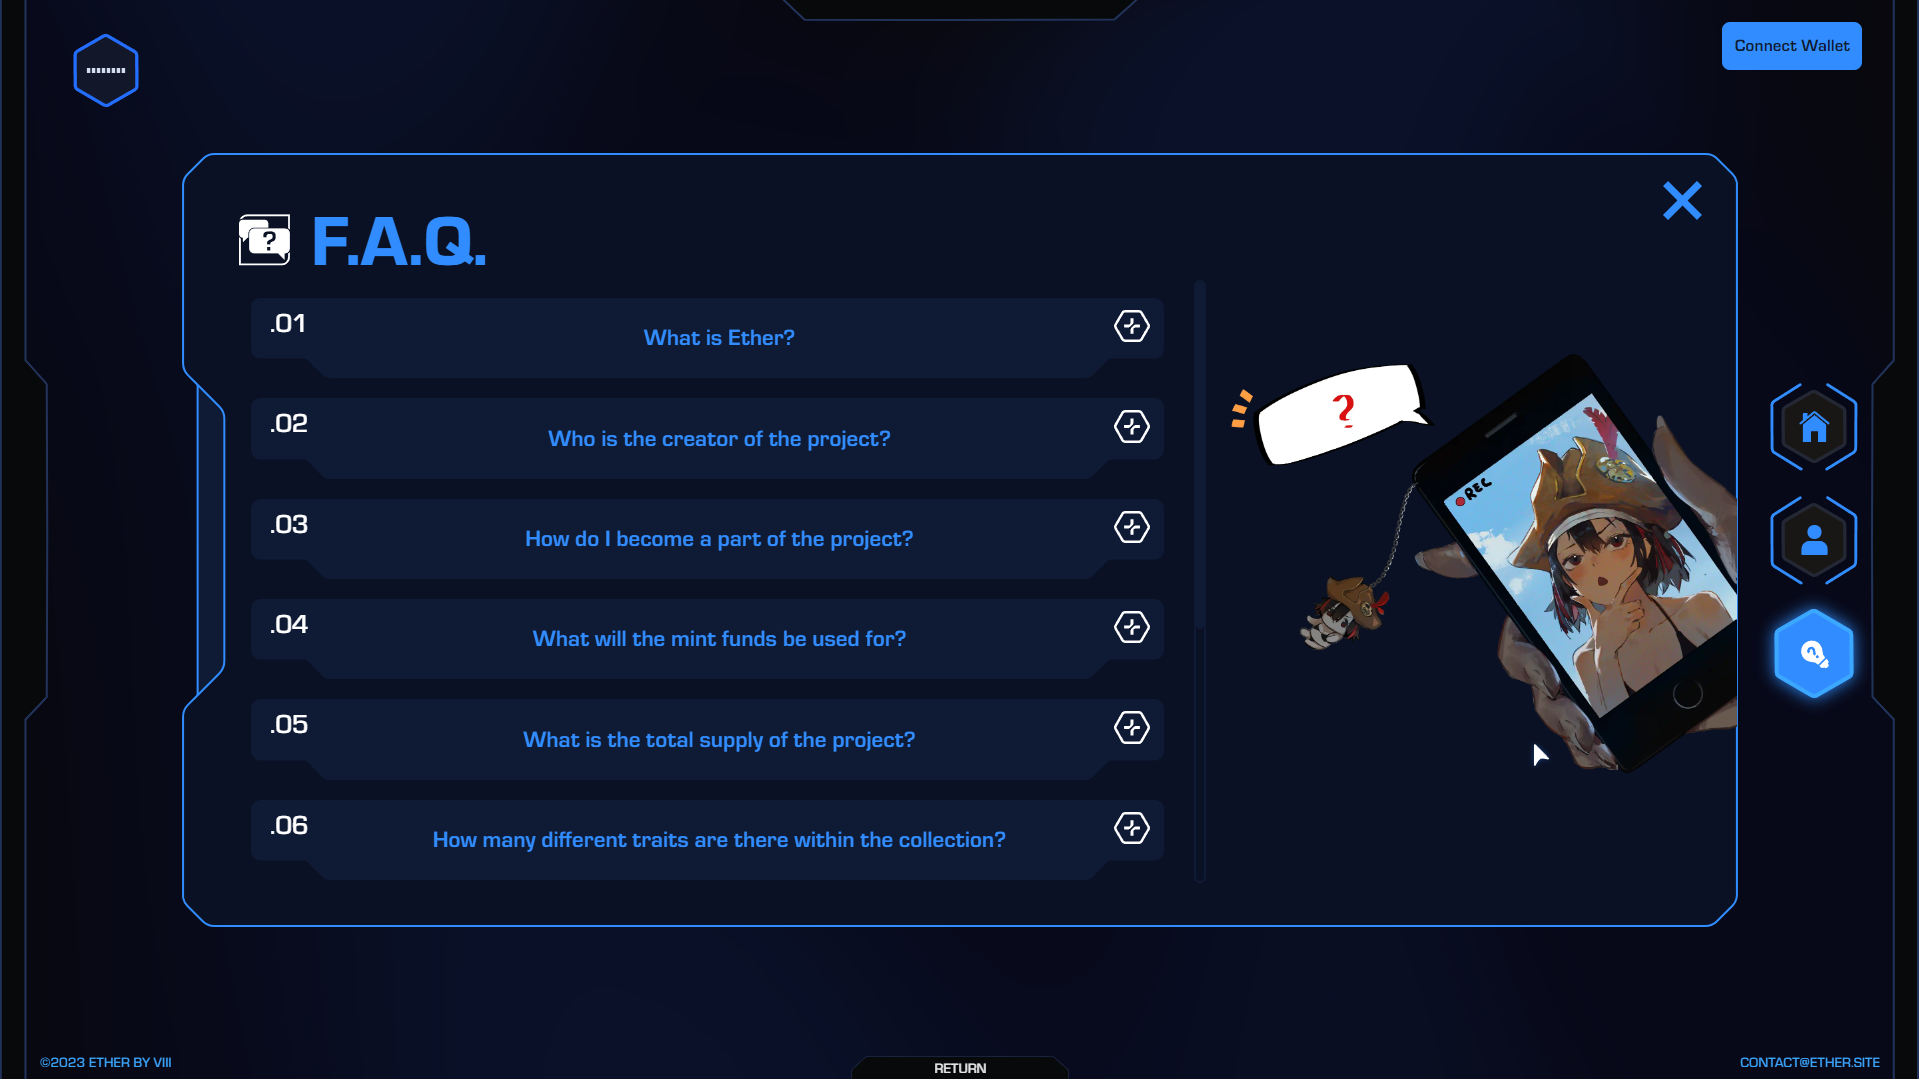 Connect Wallet
F.A.Q.
.01
What is Ether?
.02
Who is the creator of the project?
.03
How do I become a part of the project?
.04
What will the mint funds be used for?
.05
What is the total supply of the project?
.06
How many different traits are there within the collection?
?
REC
©2023 ETHER BY VIII
RETURN
CONTACT@ETHER.SITE